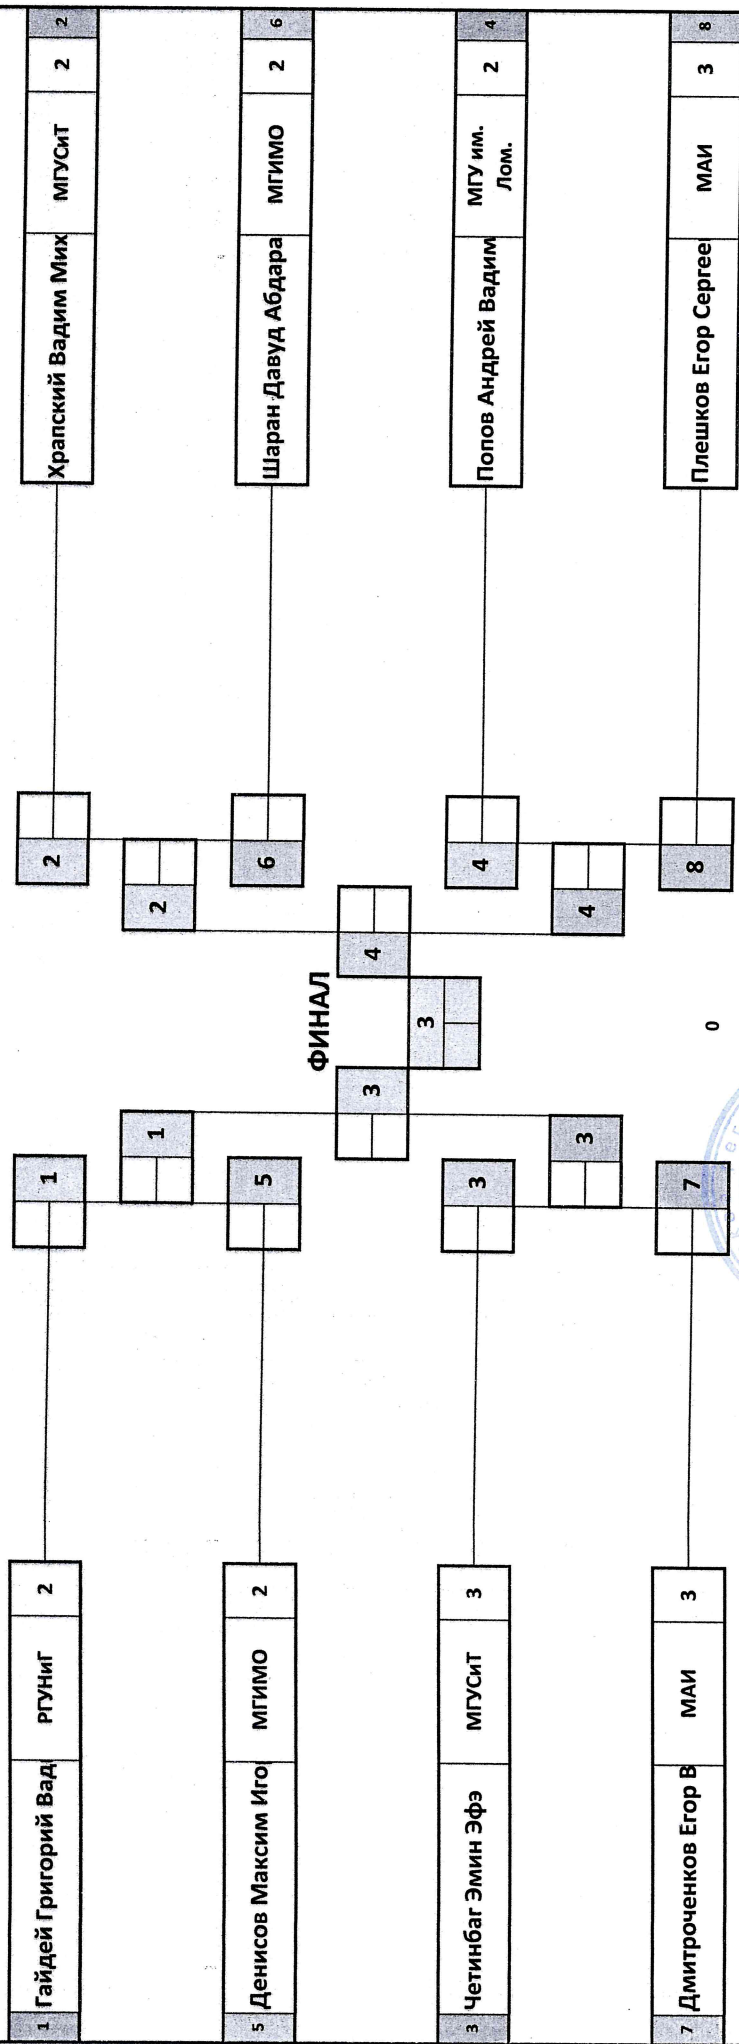 1 Гайдей Григорий Вад РГУНиГ 2
5 Денисов Максим Иго МГИМО 2
3 Четинбаг Эмин Эфэ МГУСиТ 3
7 Дмитроченков Егор В МАИ 3
1
5
3
7
1
3
3
ФИНАЛ
3
4
2
4
2
6
4
8
0
Храпский Вадим Мих МГУСиТ 2 2
Шаран Давуд Абдара МГИМО 2 6
Попов Андрей Вадим МГУ им.
Лом. 2 4
Плешков Егор Сергее МАИ 3 8